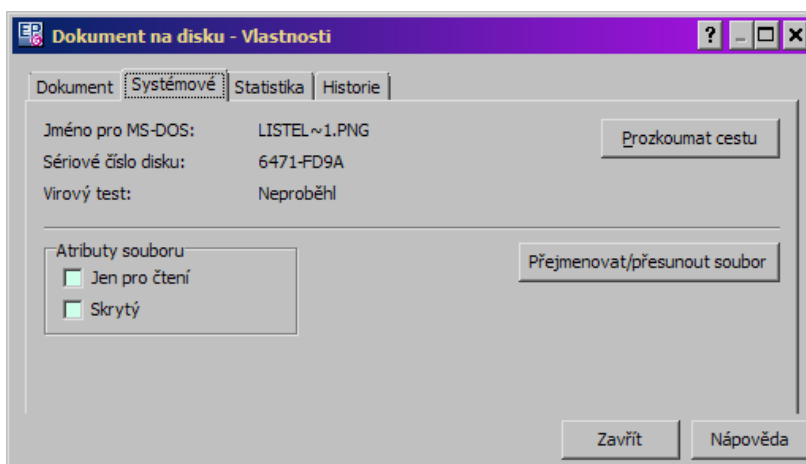 Dokument na disku - Vlastnosti
Dokument Systémové Statistika Historie
Jméno pro MS-DOS: LISTEL~1.PNG
Prozkoumat cestu
Sériové číslo disku: 6471-FD9A
Virový test: Neproběhl
Atributy souboru
Přejmenovat/přesunout soubor
Jen pro čtení
Skrytý
Zavřít Nápověda